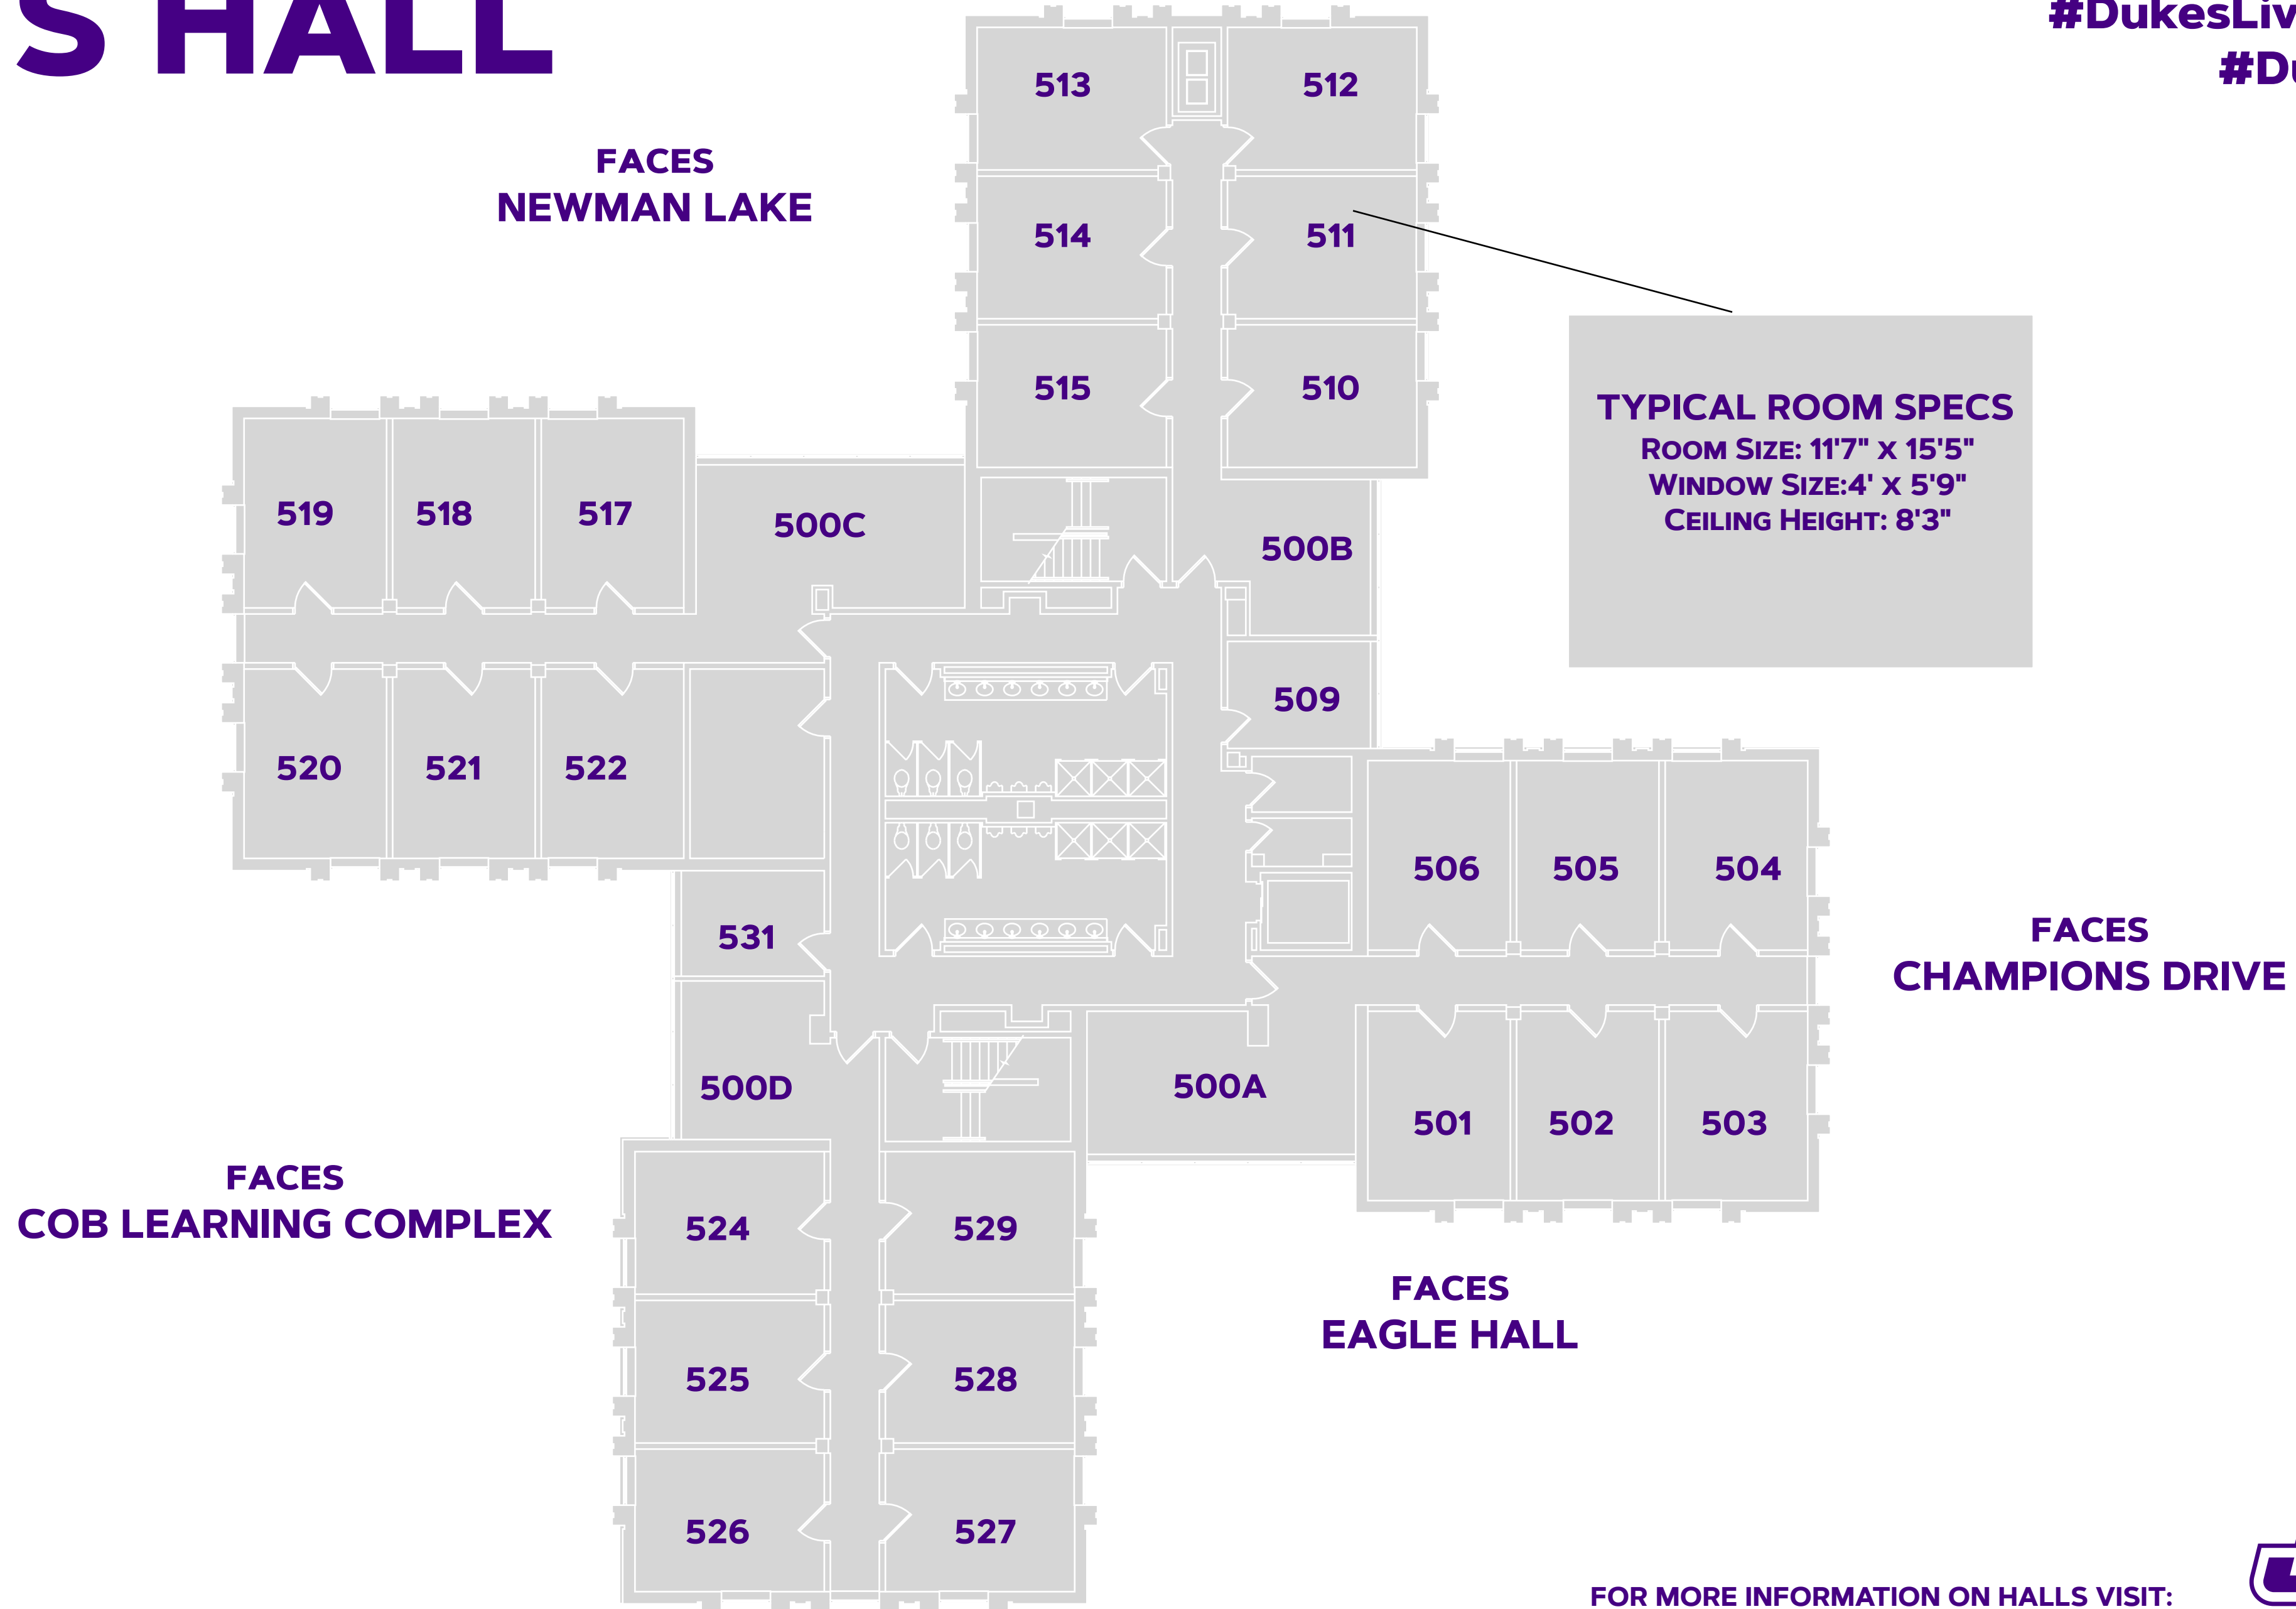 S HALL
#DukesLiv
#Du
FACES
NEWMAN LAKE
513
512
514
511
515
510
TYPICAL ROOM SPECS
ROOM SIZE: 11'7" X 15'5"
WINDOW SIZE:4' X 5'9"
CEILING HEIGHT: 8'3"
519
518
517
500C
500B
509
520
521
522
506
505
504
531
FACES
CHAMPIONS DRIVE
500D
500A
501
502
503
FACES
COB LEARNING COMPLEX
524
529
FACES
EAGLE HALL
525
528
526
527
FOR MORE INFORMATION ON HALLS VISIT: